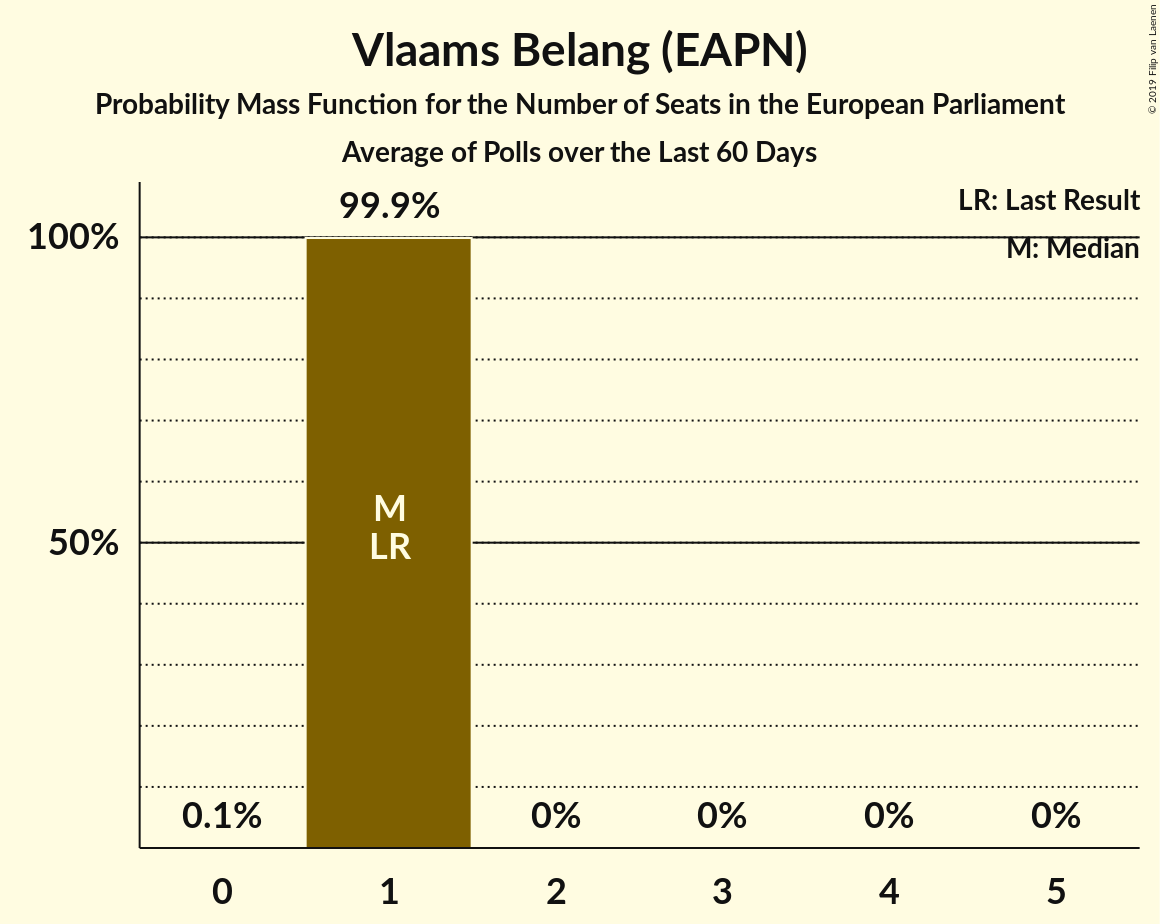 Vlaams Belang (EAPN)
Probability Mass Function for the Number of Seats in the European Parliament
Average of Polls over the Last 60 Days
© 2019 Filip van Laenen
LR: Last Result
M: Median
99.9%
100%
M
LR
50%
0.1%
0%
0%
0%
0%
0
1
2
3
4
5